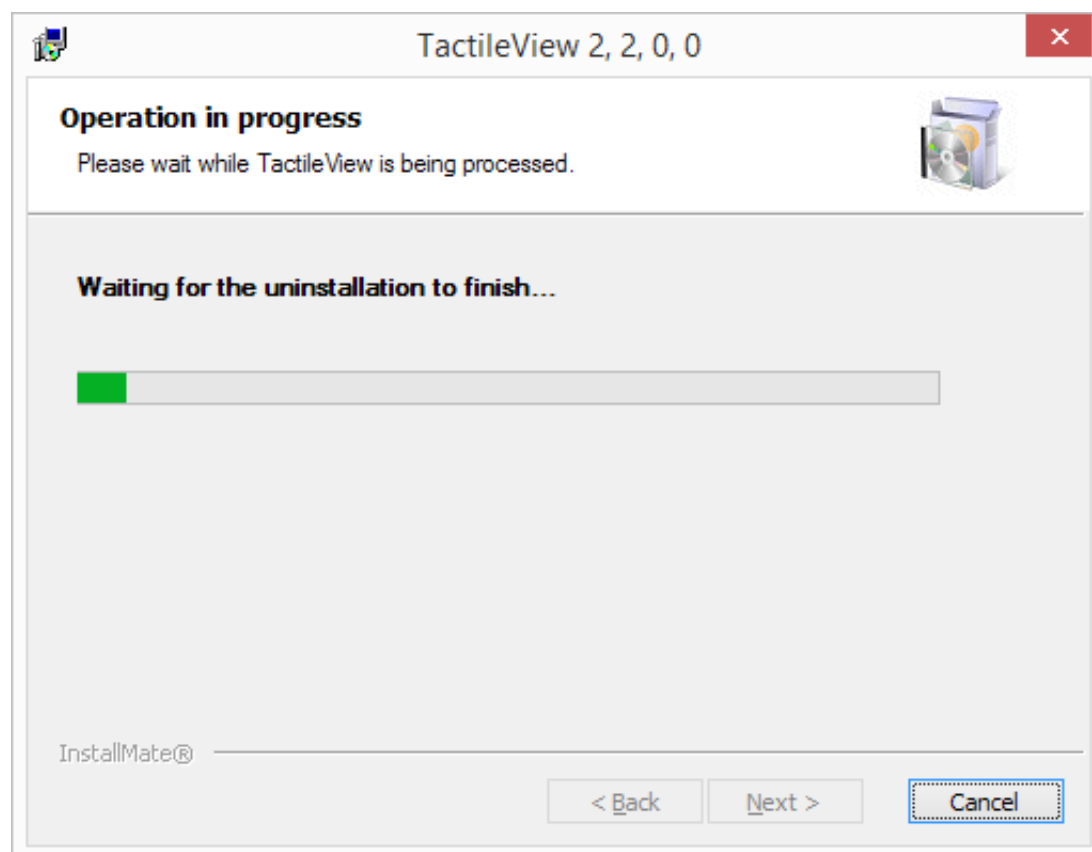 TactileView 2, 2, 0, 0
Operation in progress
Please wait while TactileView is being processed.
Waiting for the uninstallation to finish...
InstallMate®
< Back Next > Cancel